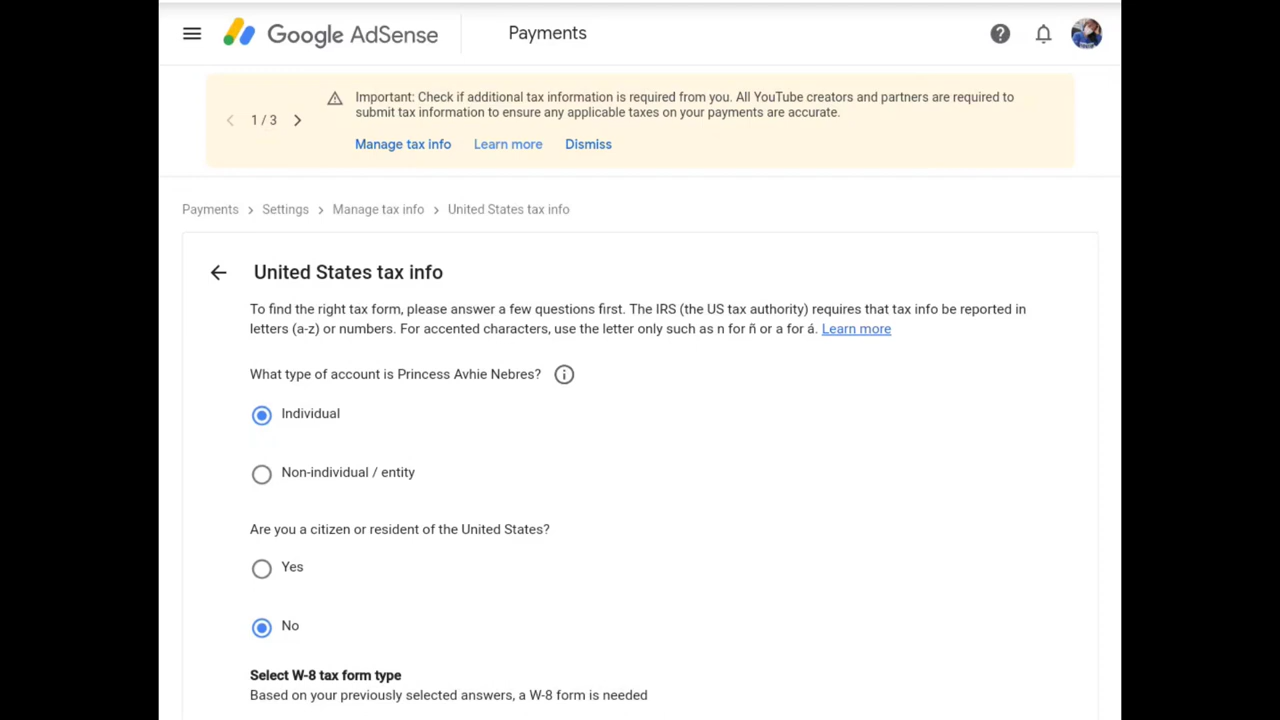 Google AdSense
Payments
1 / 3
Important: Check if additional tax information is required from you. All YouTube creators and partners are required to
submit tax information to ensure any applicable taxes on your payments are accurate.
Manage tax info Learn more Dismiss
Payments > Settings > Manage tax info > United States tax info
United States tax info
To find the right tax form, please answer a few questions first. The IRS (the US tax authority) requires that tax info be reported in
letters (a-z) or numbers. For accented characters, use the letter only such as n for ñ or a for á. Learn more
What type of account is Princess Avhie Nebres?
Individual
Non-individual / entity
Are you a citizen or resident of the United States?
Yes
No
Select W-8 tax form type
Based on your previously selected answers, a W-8 form is needed